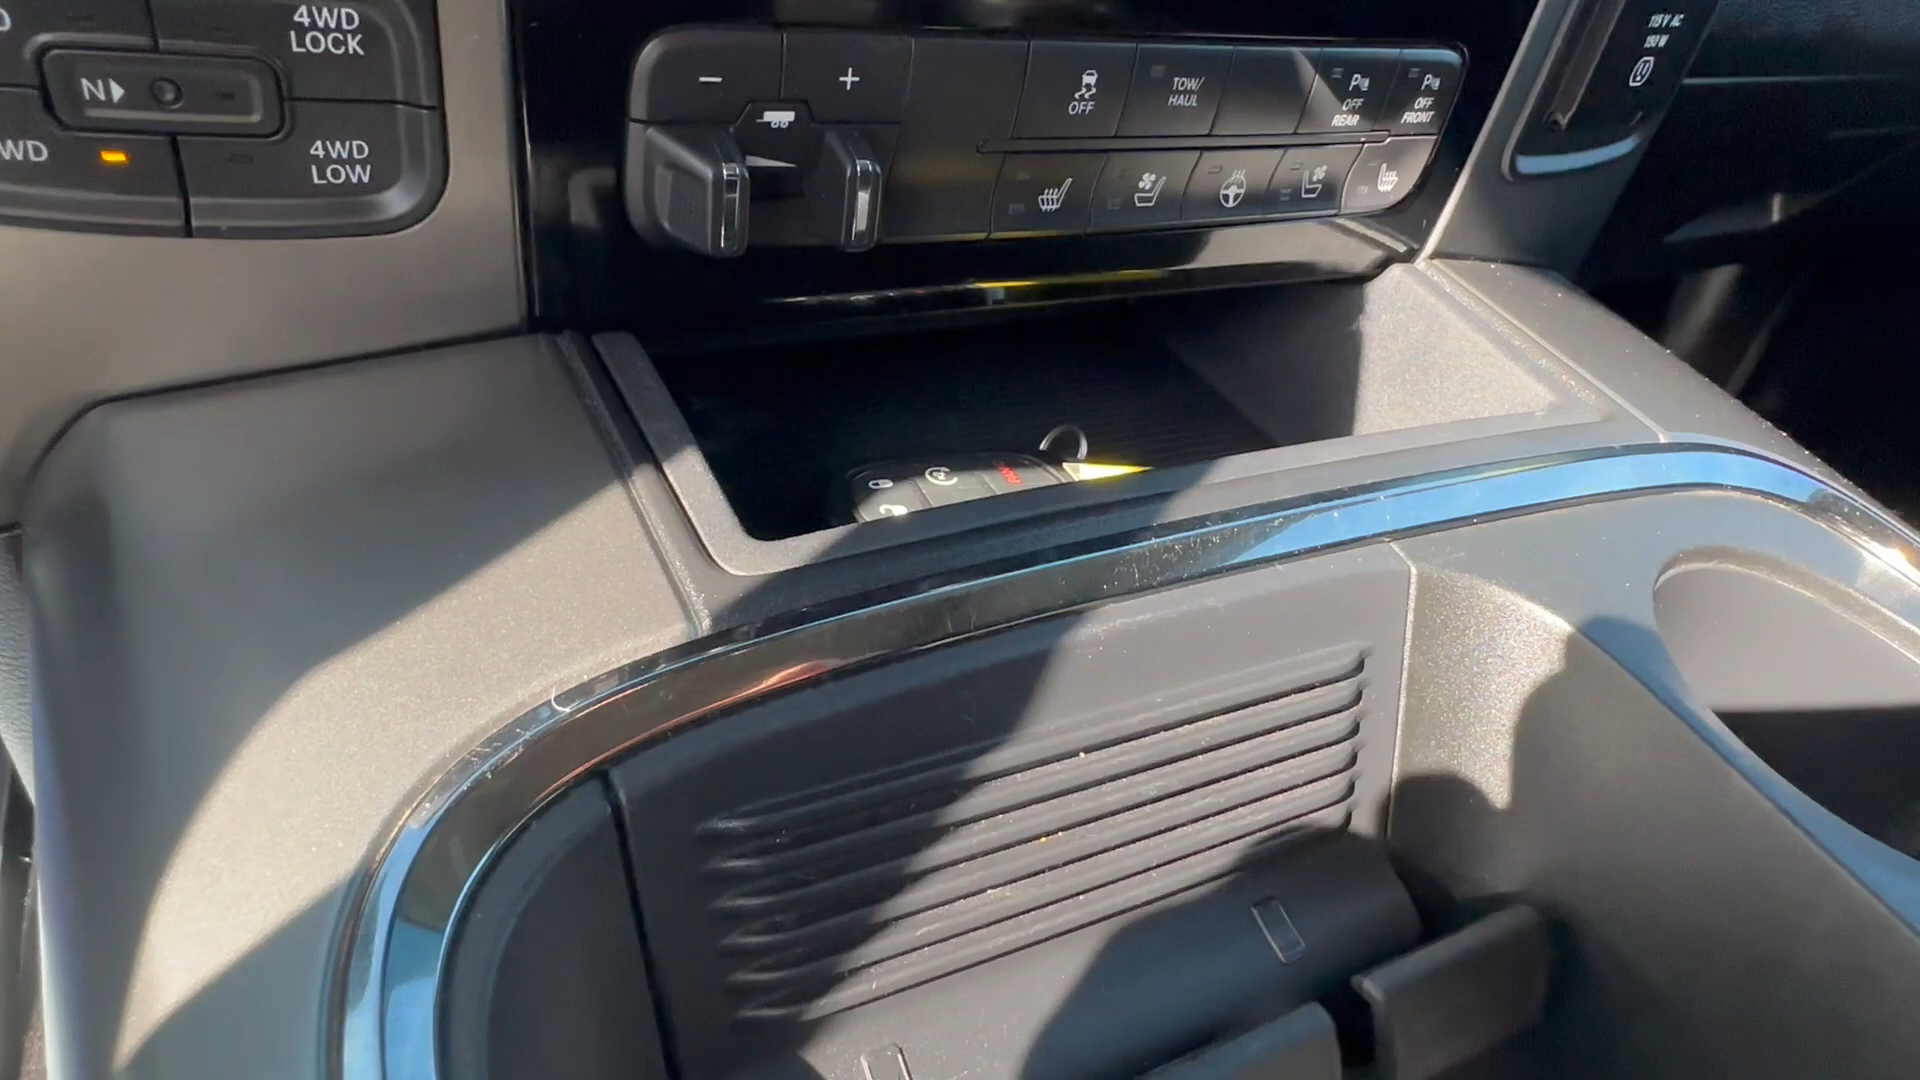 4WD
LOCK
N
WD
4WD
LOW
− +
OFF
TOW/
HAUL
P
OFF
REAR
P
OFF
FRONT
115V AC
150 W